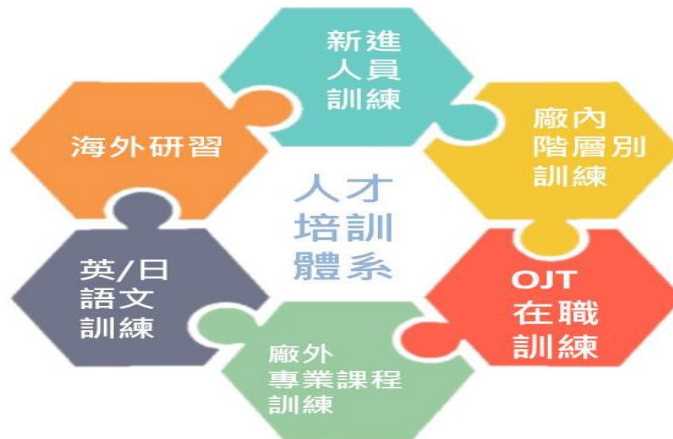 新進
人員
訓練
廠內
階層別
訓練
OJT
在職
訓練
廠外
專業課程
訓練
英/日
語文
訓練
海外研習
人才
培訓
體系